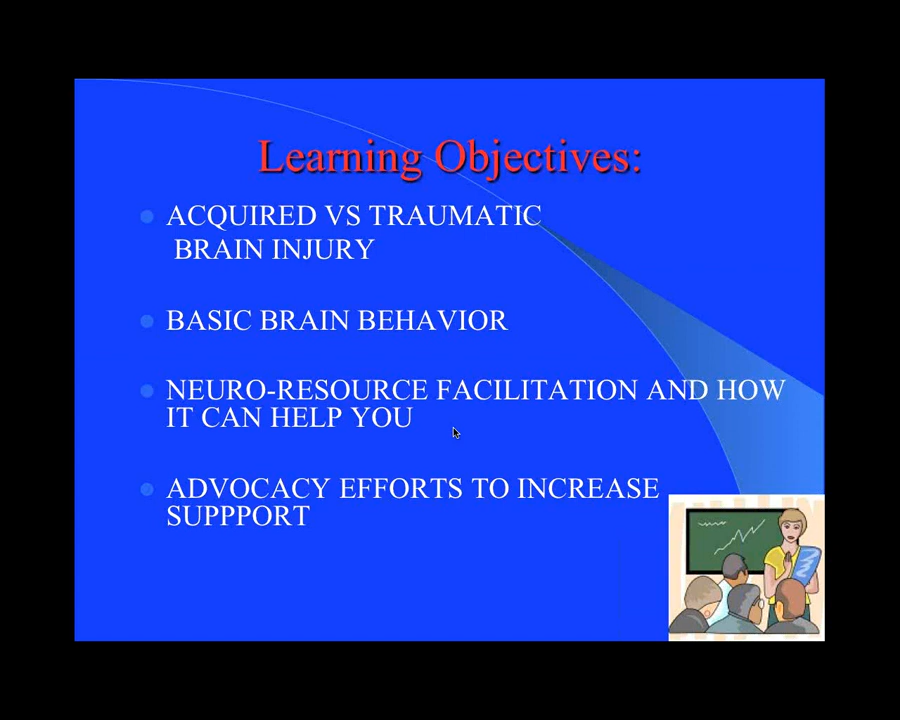 Learning Objectives:
ACQUIRED VS TRAUMATIC
BRAIN INJURY
BASIC BRAIN BEHAVIOR
NEURO-RESOURCE FACILITATION AND HOW
IT CAN HELP YOU
ADVOCACY EFFORTS TO INCREASE
SUPPPORT